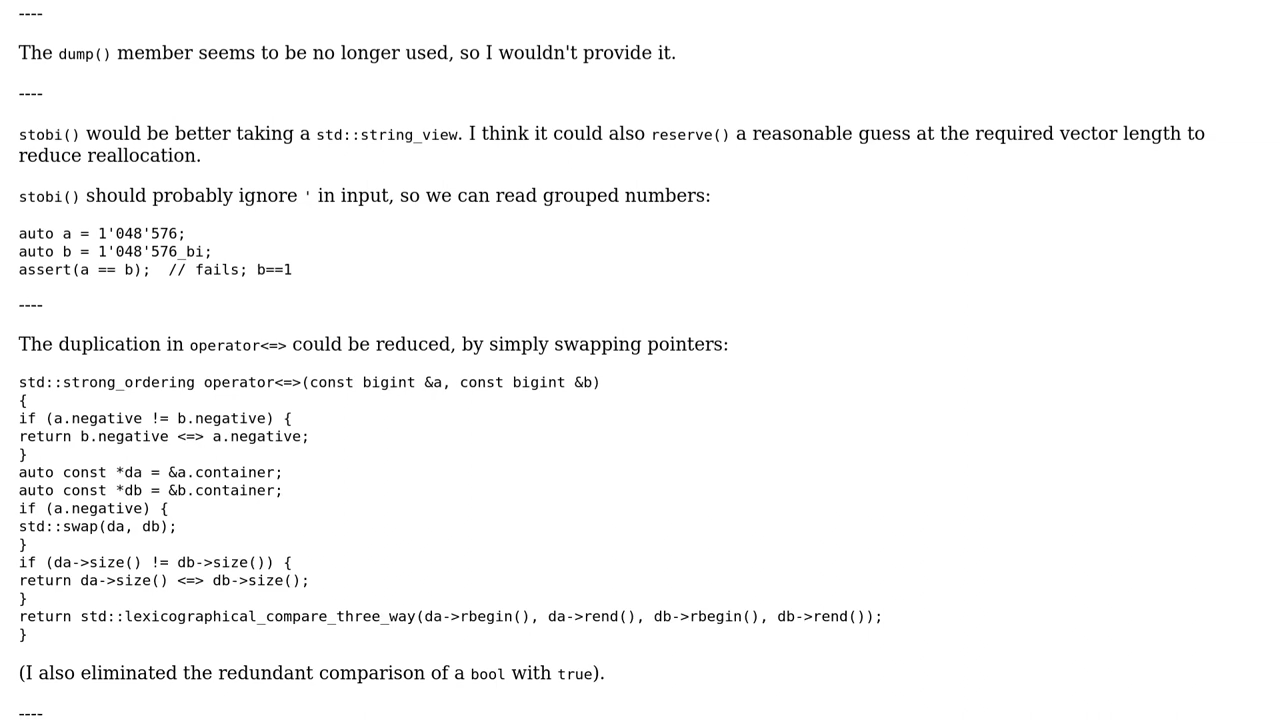 ----
The dump() member seems to be no longer used, so I wouldn't provide it.
----
stobi() would be better taking a std::string_view. I think it could also reserve() a reasonable guess at the required vector length to
reduce reallocation.
stobi() should probably ignore ' in input, so we can read grouped numbers:
auto a = 1'048'576;
auto b = 1'048'576_bi;
assert(a == b);  // fails; b==1
----
The duplication in operator<=> could be reduced, by simply swapping pointers:
std::strong_ordering operator<=>(const bigint &a, const bigint &b)
{
if (a.negative != b.negative) {
return b.negative <=> a.negative;
}
auto const *da = &a.container;
auto const *db = &b.container;
if (a.negative) {
std::swap(da, db);
}
if (da->size() != db->size()) {
return da->size() <=> db->size();
}
return std::lexicographical_compare_three_way(da->rbegin(), da->rend(), db->rbegin(), db->rend());
}
(I also eliminated the redundant comparison of a bool with true).
----